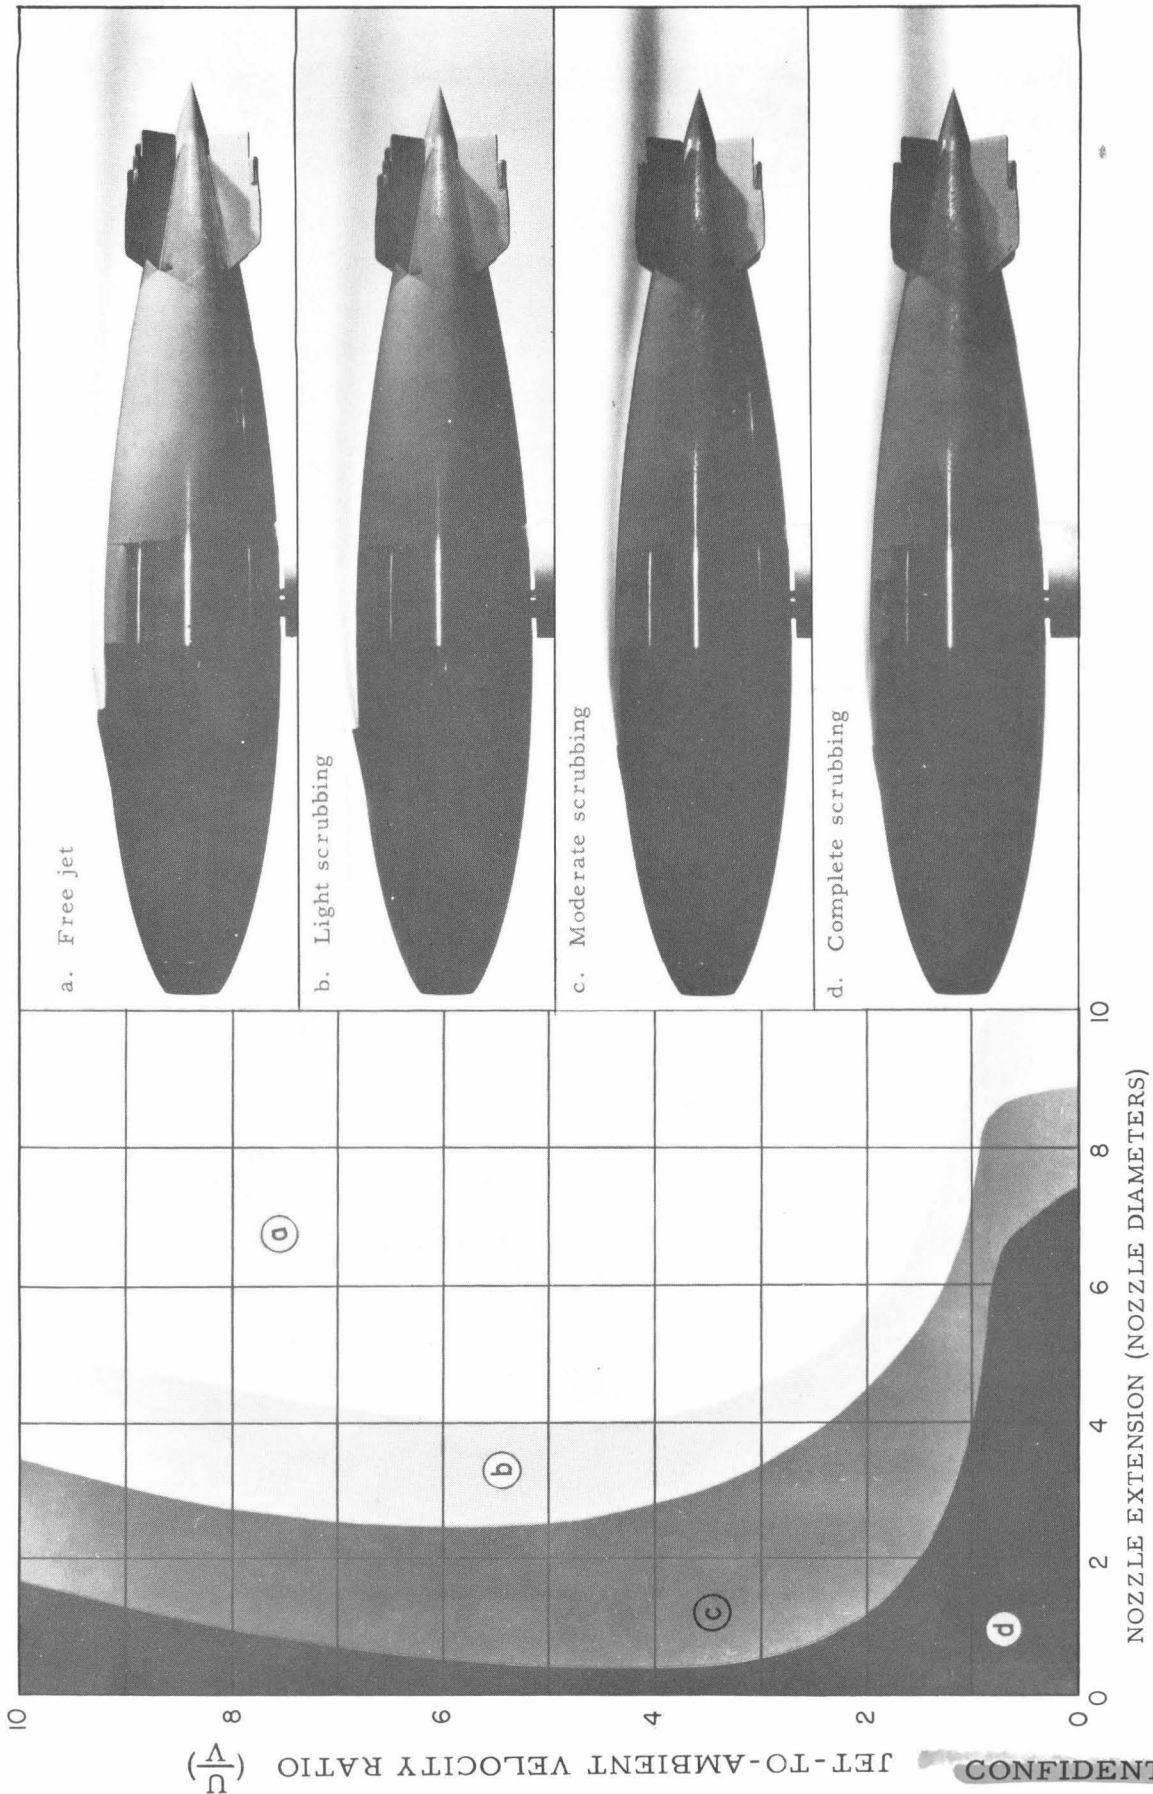 a. Free jet
b. Light scrubbing
c. Moderate scrubbing
d. Complete scrubbing
10
8
6
4
2
0
JET-TO-AMBIENT VELOCITY RATIO (U/V)
a
b
c
d
0
2
4
6
8
10
NOZZLE EXTENSION (NOZZLE DIAMETERS)
CONFIDENT